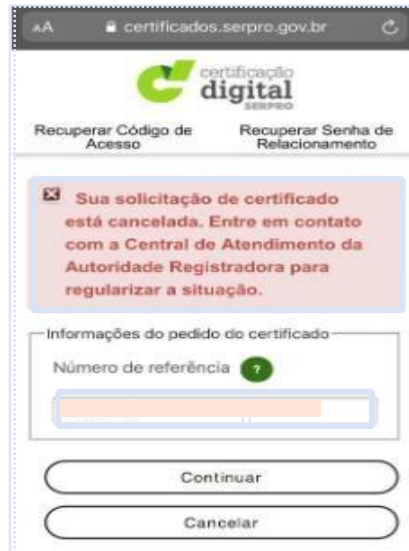 AA certificados.serpro.gov.br
certificação
digital
SERPRO
Recuperar Código de
Acesso
Recuperar Senha de
Relacionamento
Sua solicitação de certificado
está cancelada. Entre em contato
com a Central de Atendimento da
Autoridade Registradora para
regularizar a situação.
Informações do pedido do certificado
Número de referência ?
Continuar
Cancelar